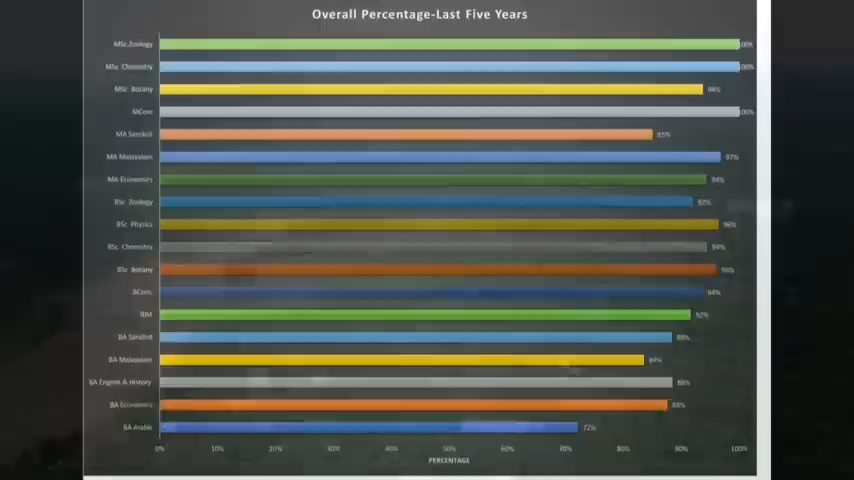 Overall Percentage-Last Five Years
MSc Zoology 100%
MSc Chemistry 100%
MSc Botany 94%
MCom 100%
MA Sanskrit 85%
MA Malayalam 97%
MA Economics 94%
BSc Zoology 92%
BSc Physics 96%
BSc Chemistry 94%
BSc Botany 96%
BCom. 94%
BBA 92%
BA Sanskrit 88%
BA Malayalam 84%
BA English & History 88%
BA Economics 88%
BA Arabic 72%
0% 10% 20% 30% 40% 50% 60% 70% 80% 90% 100%
PERCENTAGE